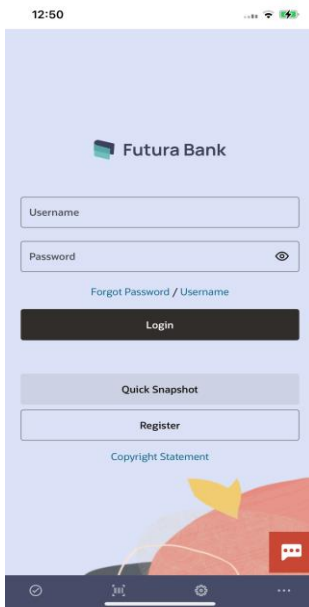 12:50
Futura Bank
Username
Password
Forgot Password / Username
Login
Quick Snapshot
Register
Copyright Statement